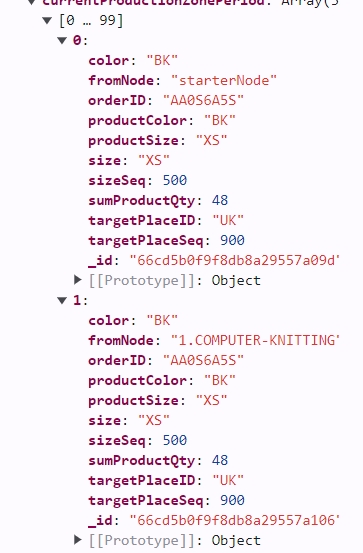 currentProductionZonePeriod: Array(5
▼ [0 … 99]
▼ 0:
color: "BK"
fromNode: "starterNode"
orderID: "AA0S6A5S"
productColor: "BK"
productSize: "XS"
size: "XS"
sizeSeq: 500
sumProductQty: 48
targetPlaceID: "UK"
targetPlaceSeq: 900
_id: "66cd5b0f9f8db8a29557a09d"
▶ [[Prototype]]: Object
▼ 1:
color: "BK"
fromNode: "1.COMPUTER-KNITTING"
orderID: "AA0S6A5S"
productColor: "BK"
productSize: "XS"
size: "XS"
sizeSeq: 500
sumProductQty: 48
targetPlaceID: "UK"
targetPlaceSeq: 900
_id: "66cd5b0f9f8db8a29557a106"
▶ [[Prototype]]: Object